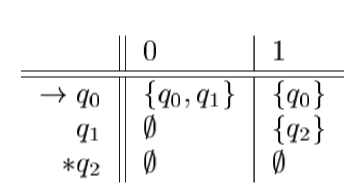 0 1
→ q₀ {q₀, q₁} {q₀}
q₁ ∅ {q₂}
*q₂ ∅ ∅